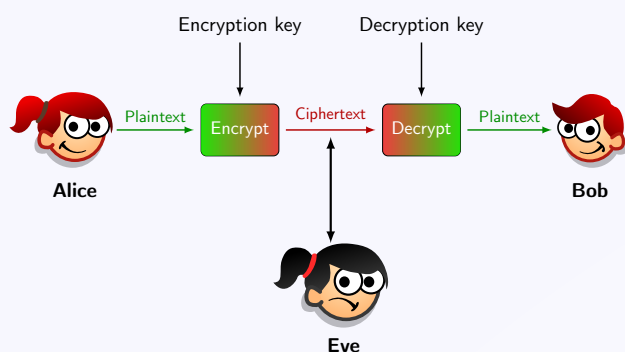 Encryption key
Decryption key
Plaintext
Encrypt
Ciphertext
Decrypt
Plaintext
Alice
Bob
Eve